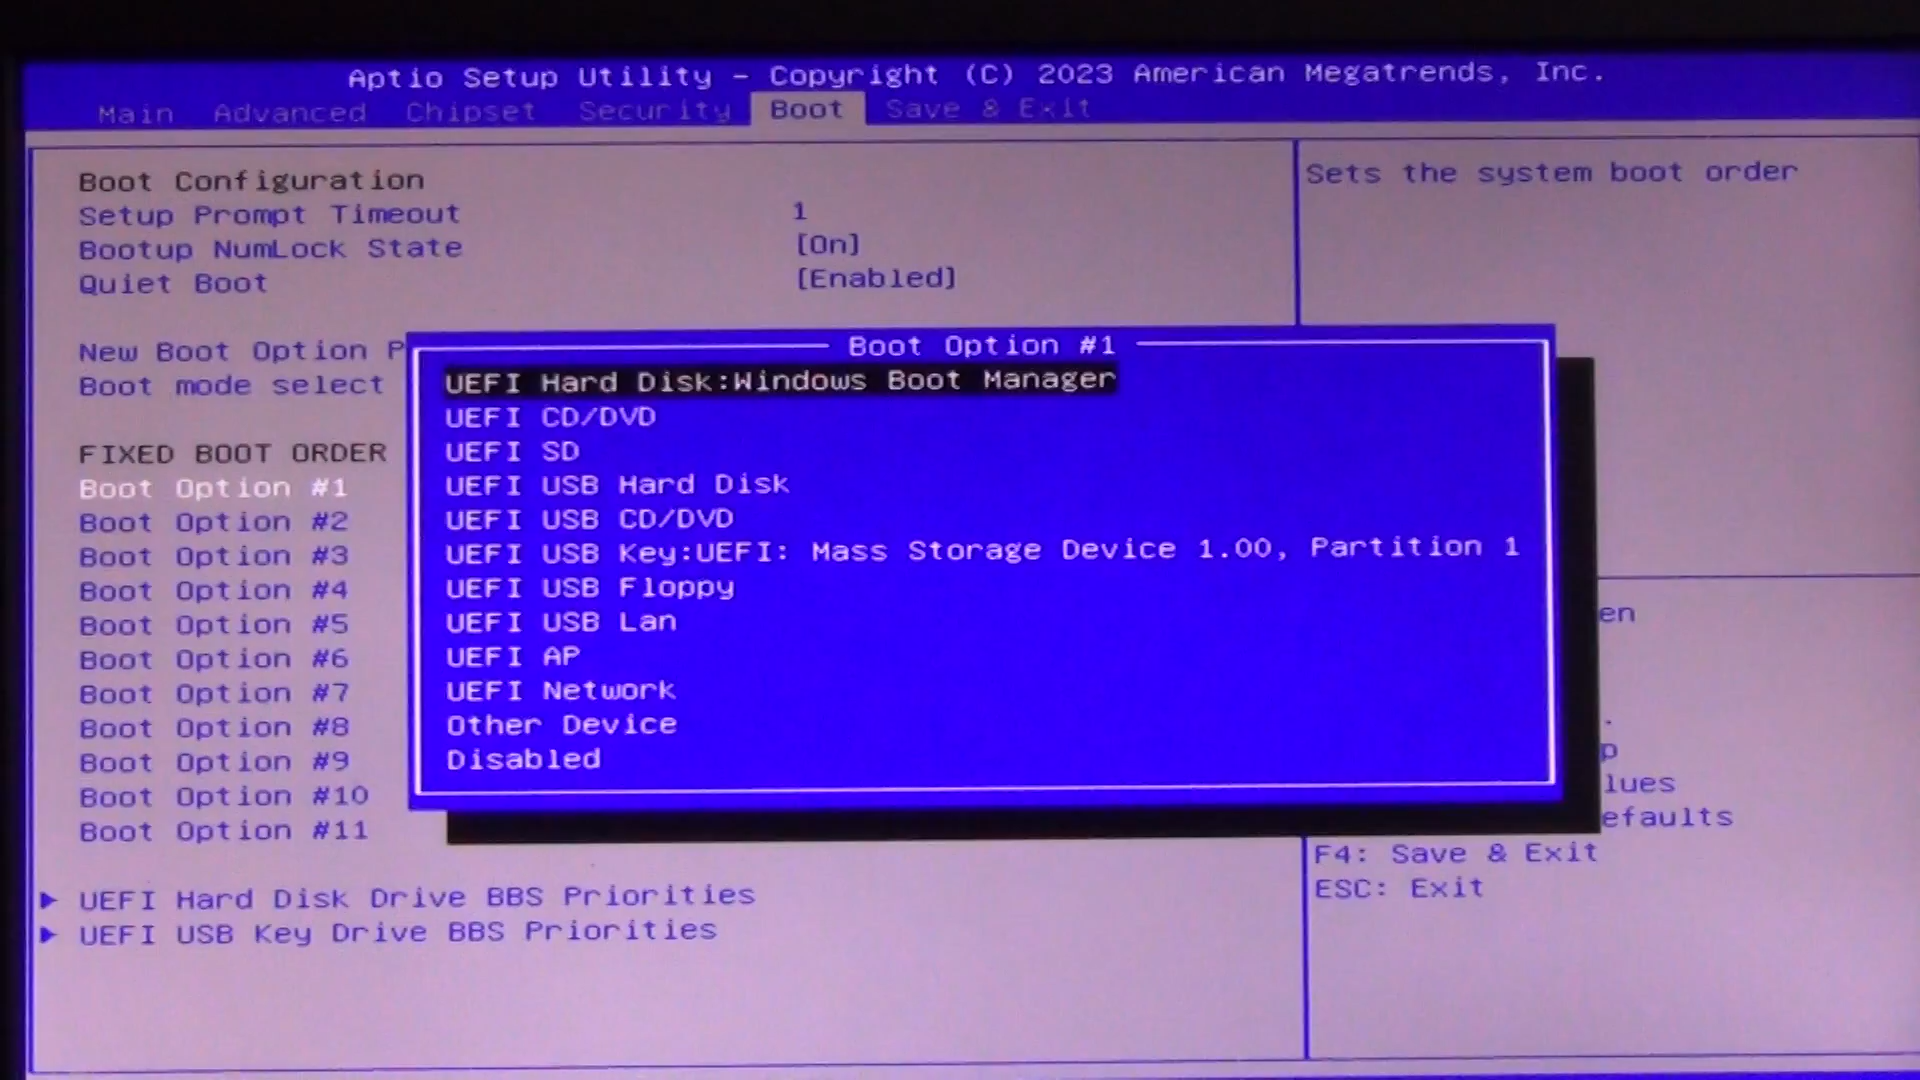 Aptio Setup Utility - Copyright (C) 2023 American Megatrends, Inc.
Main Advanced Chipset Security Boot Save & Exit
Boot Configuration
Setup Prompt Timeout 1
Bootup NumLock State [On]
Quiet Boot [Enabled]
Sets the system boot order
New Boot Option P
Boot mode select
FIXED BOOT ORDER
Boot Option #1
Boot Option #2
Boot Option #3
Boot Option #4
Boot Option #5
Boot Option #6
Boot Option #7
Boot Option #8
Boot Option #9
Boot Option #10
Boot Option #11
UEFI Hard Disk Drive BBS Priorities
UEFI USB Key Drive BBS Priorities
Boot Option #1
UEFI Hard Disk:Windows Boot Manager
UEFI CD/DVD
UEFI SD
UEFI USB Hard Disk
UEFI USB CD/DVD
UEFI USB Key:UEFI: Mass Storage Device 1.00, Partition 1
UEFI USB Floppy
UEFI USB Lan
UEFI AP
UEFI Network
Other Device
Disabled
en
.
p
lues
efaults
F4: Save & Exit
ESC: Exit